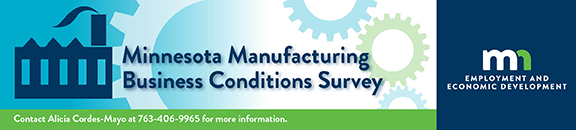 Minnesota Manufacturing
Business Conditions Survey
Contact Alicia Cordes-Mayo at 763-406-9965 for more information.
mn
EMPLOYMENT AND
ECONOMIC DEVELOPMENT